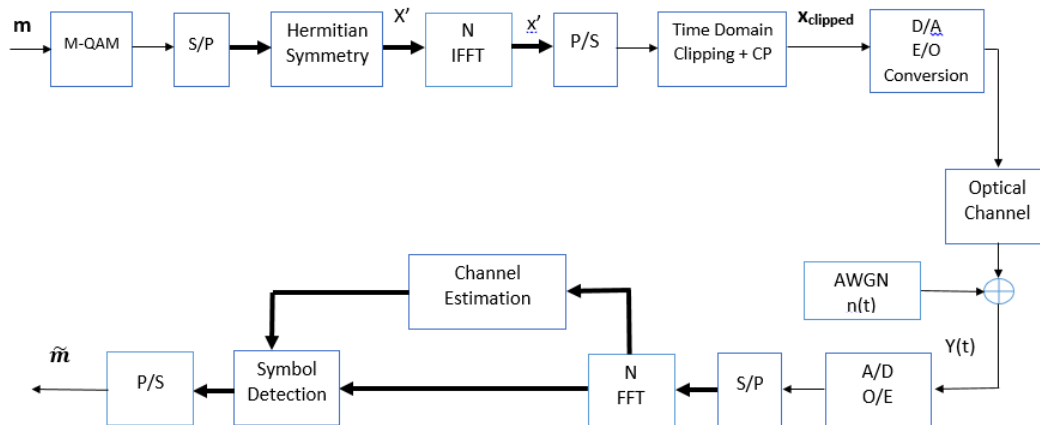 m
M-QAM
S/P
Hermitian
Symmetry
X’
N
IFFT
x’
P/S
Time Domain
Clipping + CP
xclipped
D/A
E/O
Conversion
Optical
Channel
AWGN
n(t)
Y(t)
A/D
O/E
S/P
N
FFT
Channel
Estimation
Symbol
Detection
P/S
m̃